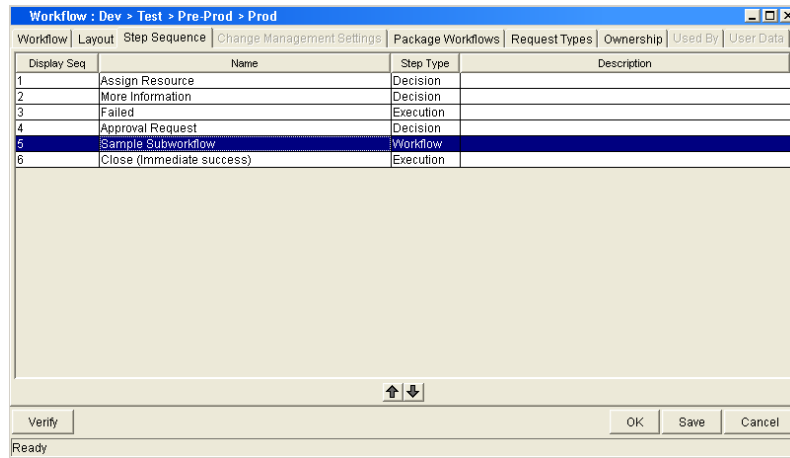 Workflow : Dev > Test > Pre-Prod > Prod
Workflow Layout Step Sequence Change Management Settings Package Workflows Request Types Ownership Used By User Data
Display Seq Name Step Type Description
1 Assign Resource Decision
2 More Information Decision
3 Failed Execution
4 Approval Request Decision
5 Sample Subworkflow Workflow
6 Close (Immediate success) Execution
Verify OK Save Cancel
Ready